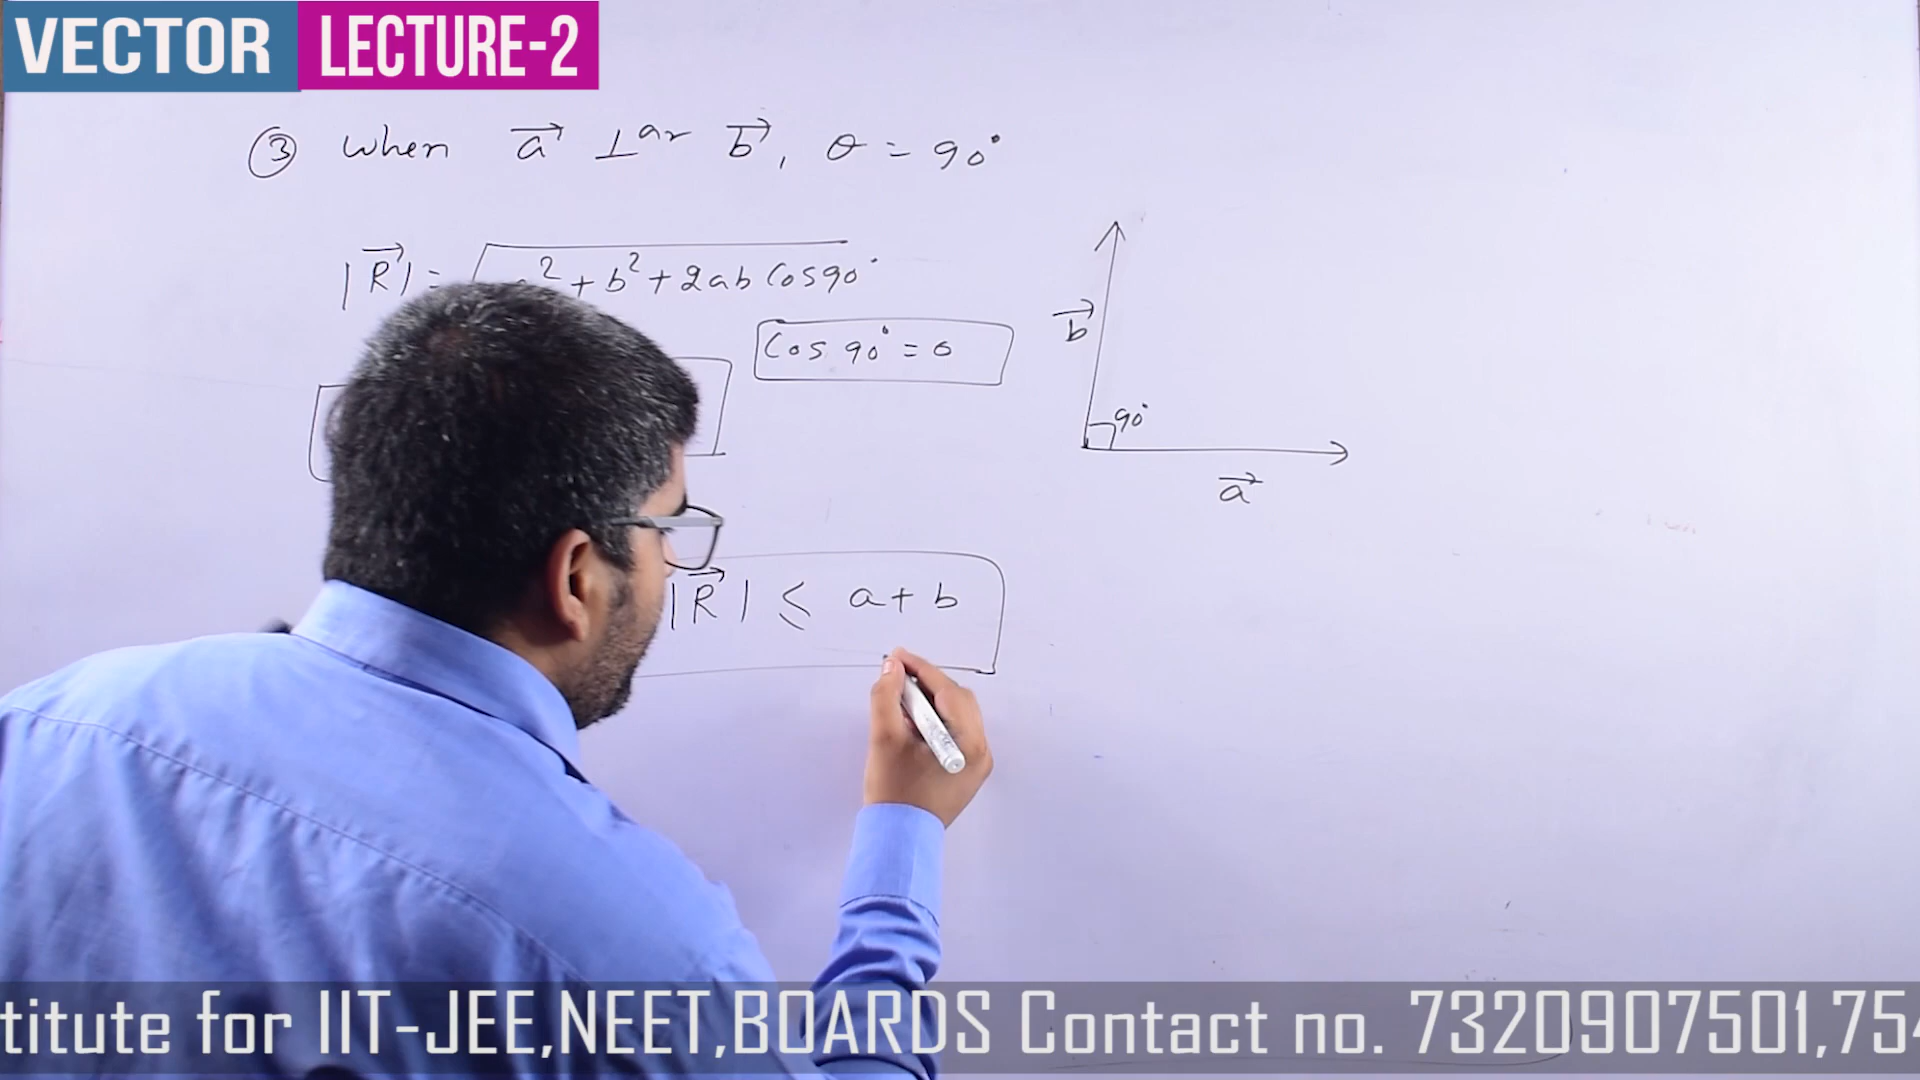 VECTOR LECTURE-2
③ When a⃗ ⊥ar b⃗, θ = 90°
|R⃗| = √a² + b² + 2ab Cos90°
Cos 90° = 0
b⃗
90°
a⃗
|R⃗| ≤ a + b
titute for IIT-JEE,NEET,BOARDS Contact no. 7320907501,754